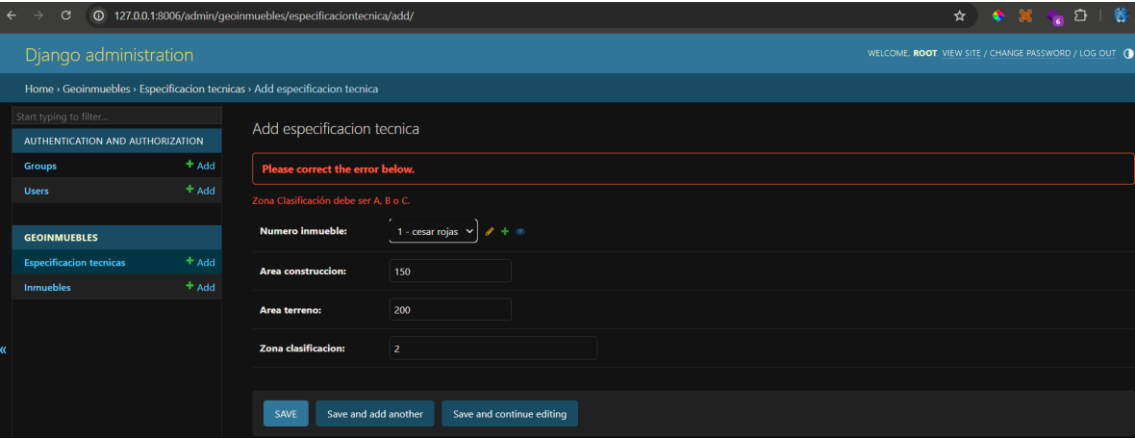 127.0.0.1:8006/admin/geoinmuebles/especificaciontecnica/add/
6
Django administration
WELCOME, ROOT. VIEW SITE / CHANGE PASSWORD / LOG OUT
Home › Geoinmuebles › Especificacion tecnicas › Add especificacion tecnica
Start typing to filter...
AUTHENTICATION AND AUTHORIZATION
Groups + Add
Users + Add
GEOINMUEBLES
Especificacion tecnicas + Add
Inmuebles + Add
«
Add especificacion tecnica
Please correct the error below.
Zona Clasificación debe ser A, B o C.
Numero inmueble: 1 - cesar rojas
Area construccion: 150
Area terreno: 200
Zona clasificacion: 2
SAVE Save and add another Save and continue editing